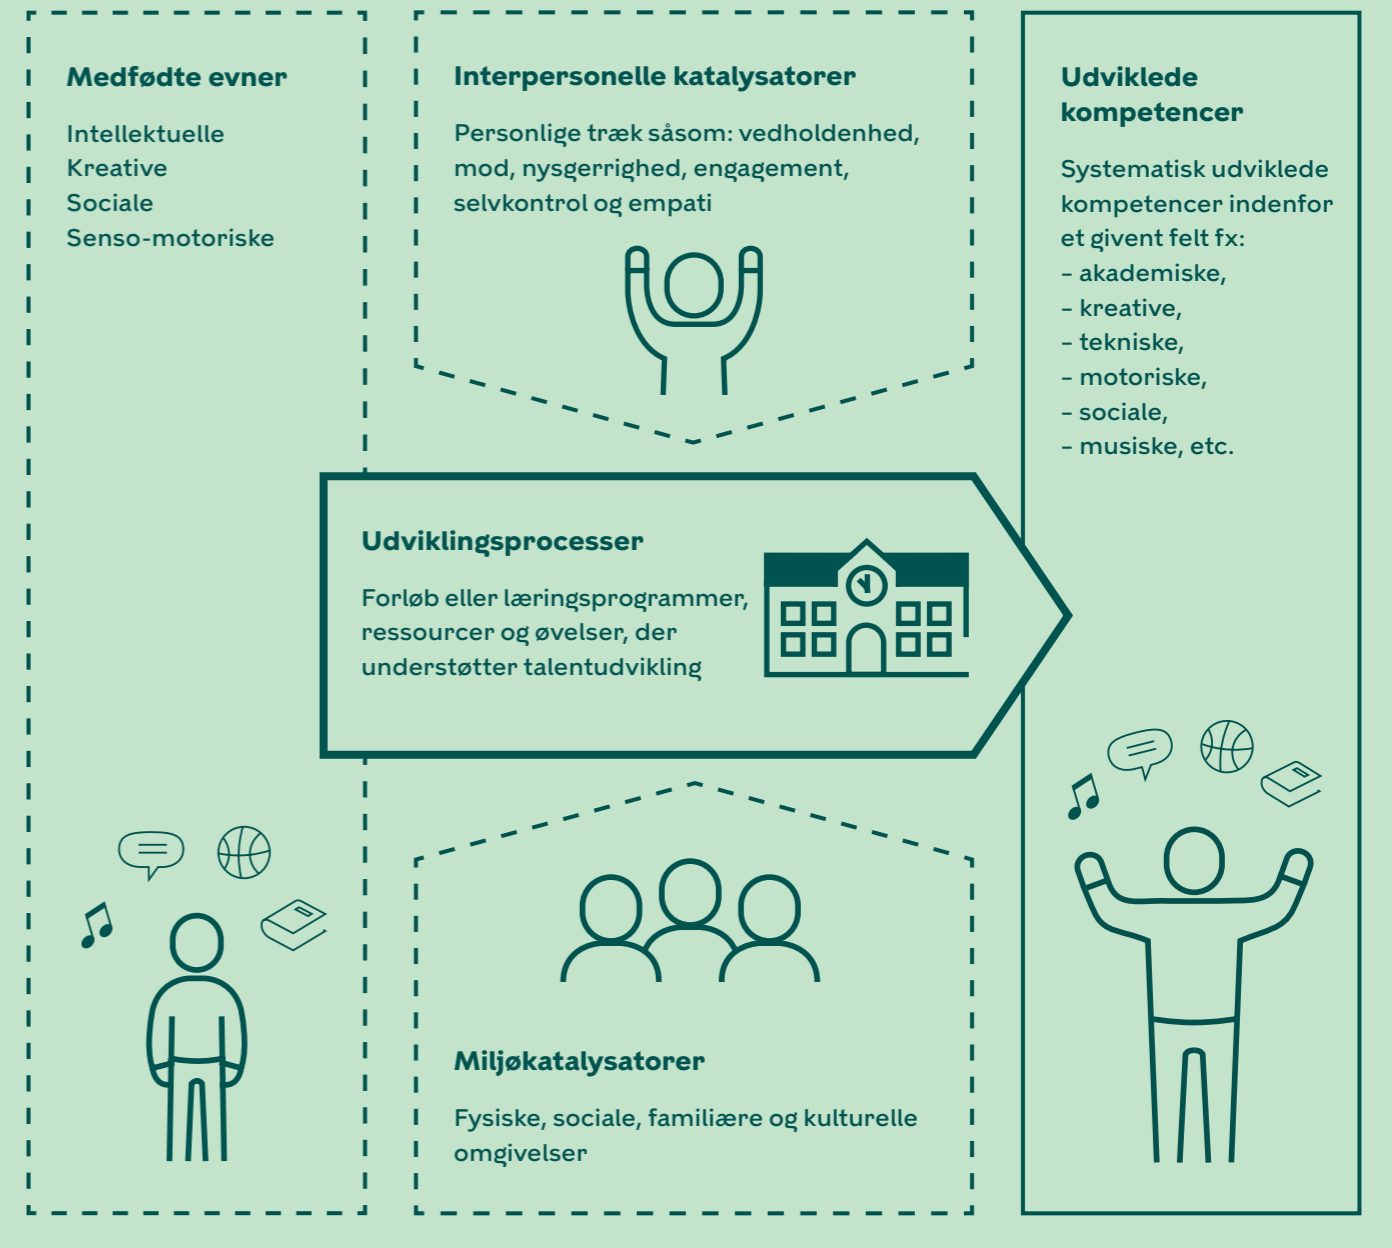 Medfødte evner
Intellektuelle
Kreative
Sociale
Senso-motoriske
Interpersonelle katalysatorer
Personlige træk såsom: vedholdenhed,
mod, nysgerrighed, engagement,
selvkontrol og empati
Udviklingsprocesser
Forløb eller læringsprogrammer,
ressourcer og øvelser, der
understøtter talentudvikling
Miljøkatalysatorer
Fysiske, sociale, familiære og kulturelle
omgivelser
Udviklede
kompetencer
Systematisk udviklede
kompetencer indenfor
et givent felt fx:
– akademiske,
– kreative,
– tekniske,
– motoriske,
– sociale,
– musiske, etc.